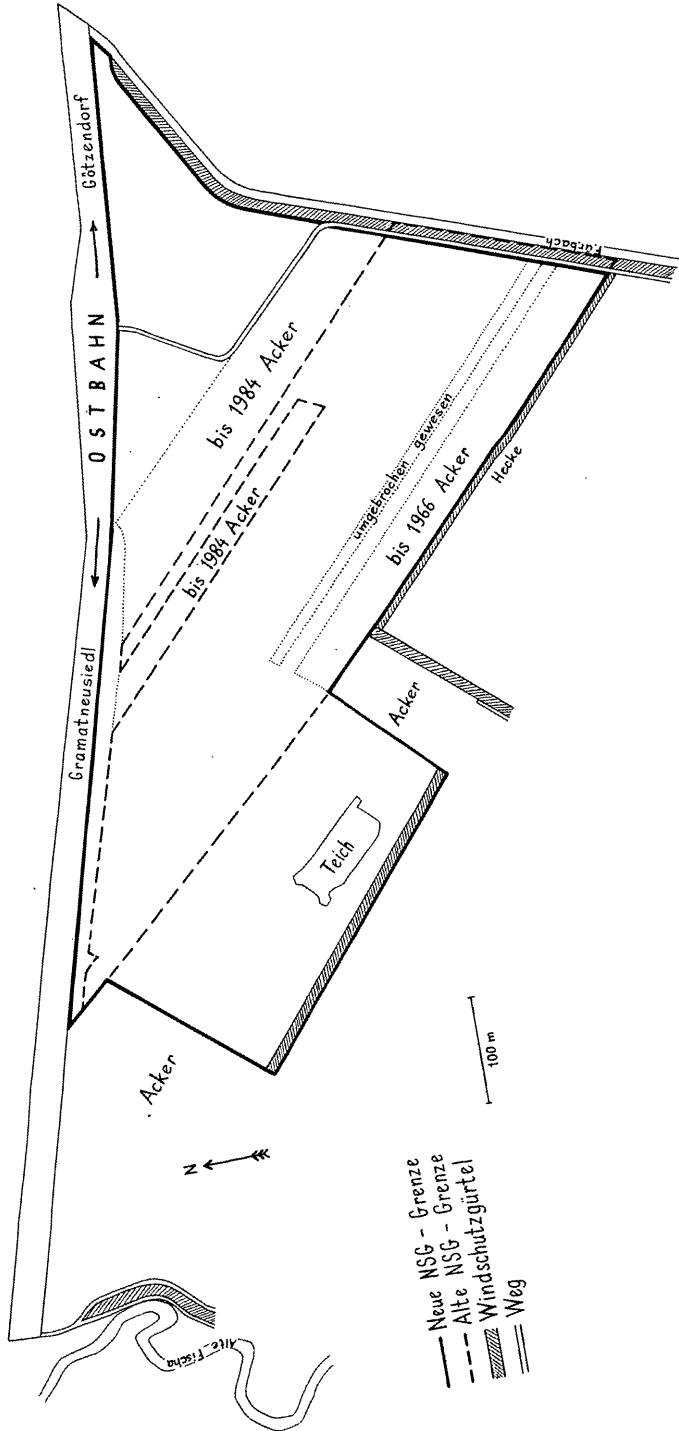 Götzendorf
OSTBAHN
Gramatneusiedl
bis 1984 Acker
bis 1984 Acker
umgebrochen gewesen
bis 1966 Acker
Hecke
Acker
Teich
Acker
N
100 m
Neue NSG - Grenze
Alte NSG - Grenze
Windschutzgürtel
Weg
Alte Fischa